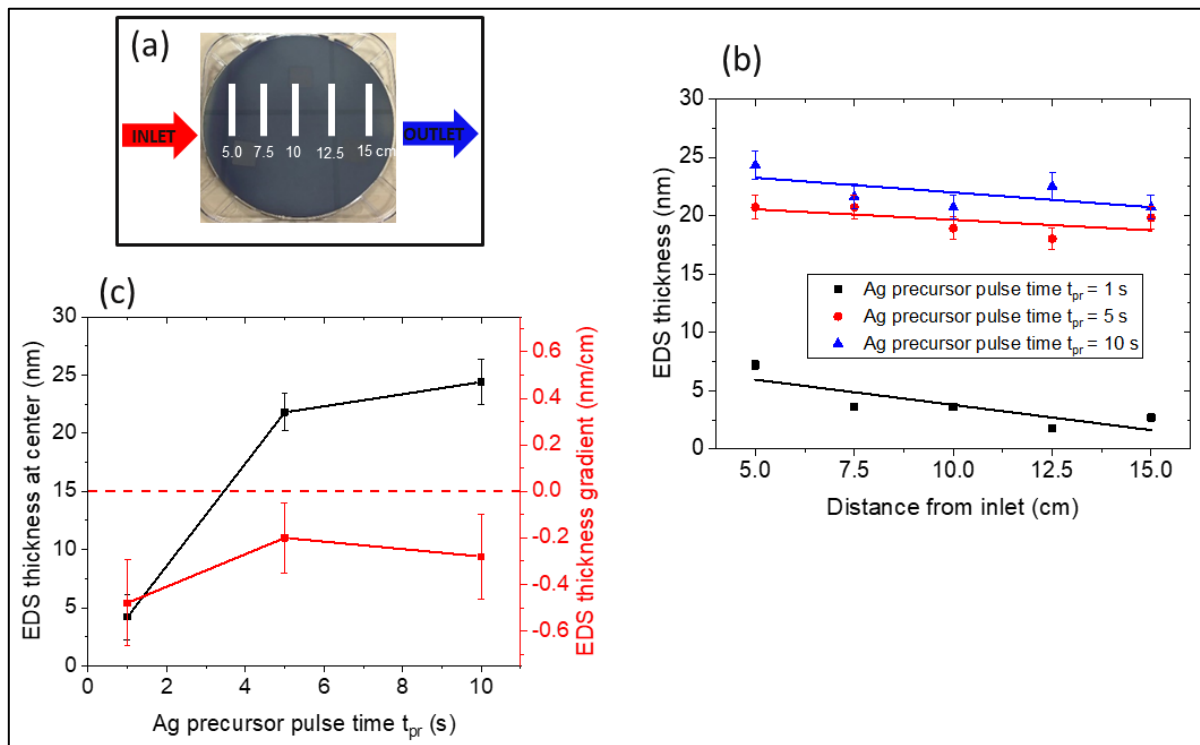 (a)
INLET
OUTLET
5.0 7.5 10 12.5 15 cm
(b)
30
25
20
15
10
5
0
EDS thickness (nm)
Ag precursor pulse time tpr = 1 s
Ag precursor pulse time tpr = 5 s
Ag precursor pulse time tpr = 10 s
5.0 7.5 10.0 12.5 15.0
Distance from inlet (cm)
(c)
30
25
20
15
10
5
0
EDS thickness at center (nm)
0.6
0.4
0.2
0.0
-0.2
-0.4
-0.6
EDS thickness gradient (nm/cm)
0 2 4 6 8 10
Ag precursor pulse time tpr (s)